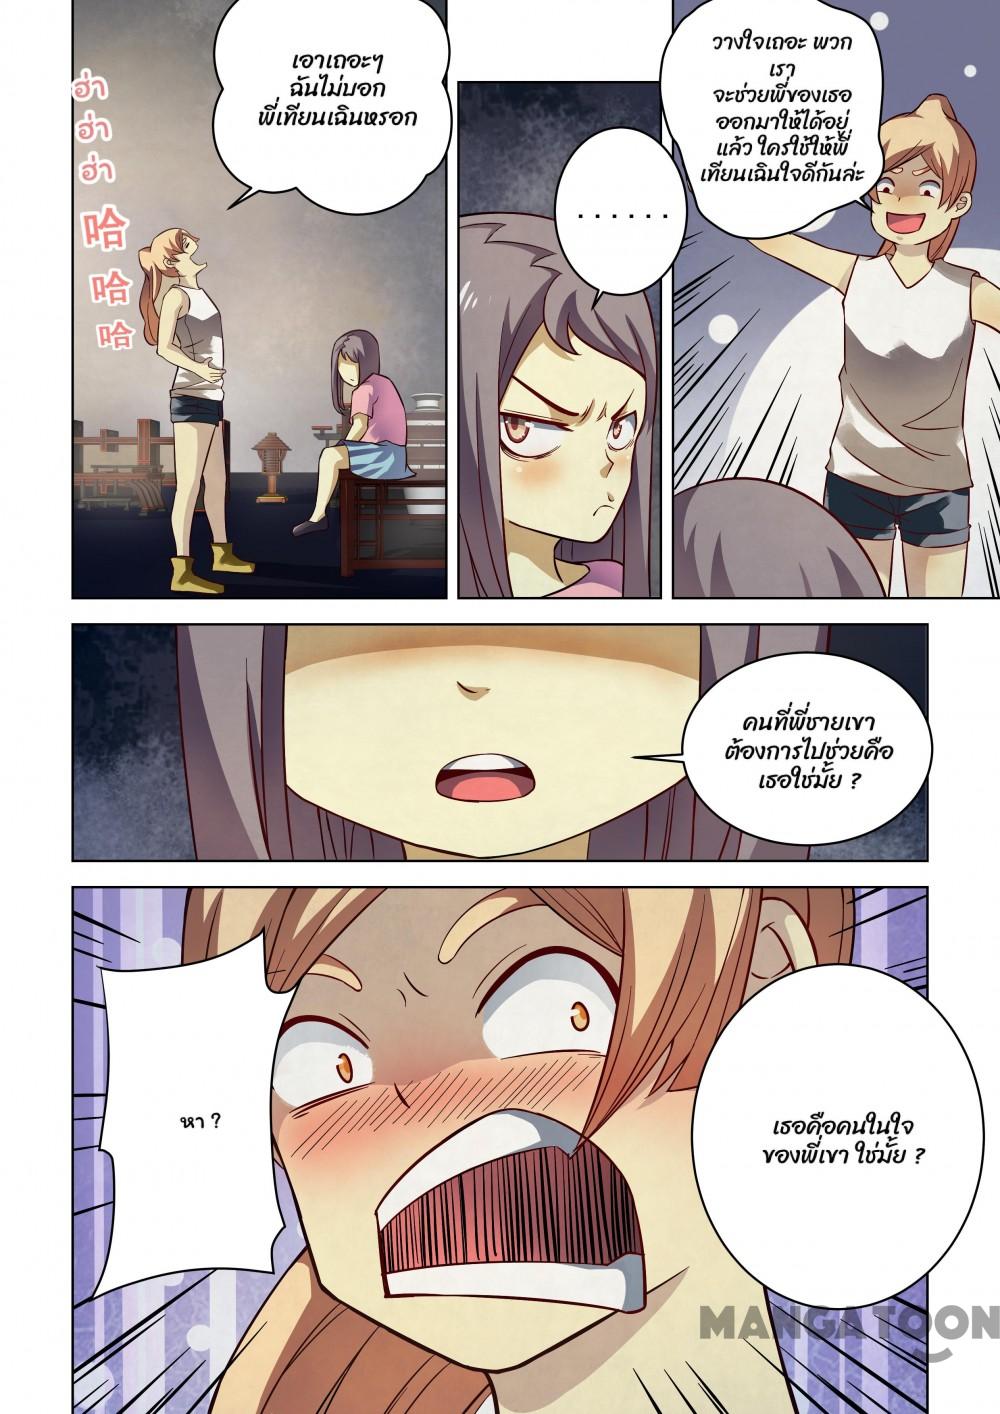 เอาเถอะๆ
ฉันไม่บอก
พี่เทียนเฉินหรอก
ฮ่า
ฮ่า
ฮ่า
哈
哈
哈
......
วางใจเถอะ พวก
เรา
จะช่วยพี่ของเธอ
ออกมาให้ได้อยู่
แล้ว ใครใช้ให้พี่
เทียนเฉินใจดีกันล่ะ
คนที่พี่ชายเขา
ต้องการไปช่วยคือ
เธอใช่มั้ย ?
หา ?
เธอคือคนในใจ
ของพี่เขา ใช่มั้ย ?
MANGATOON